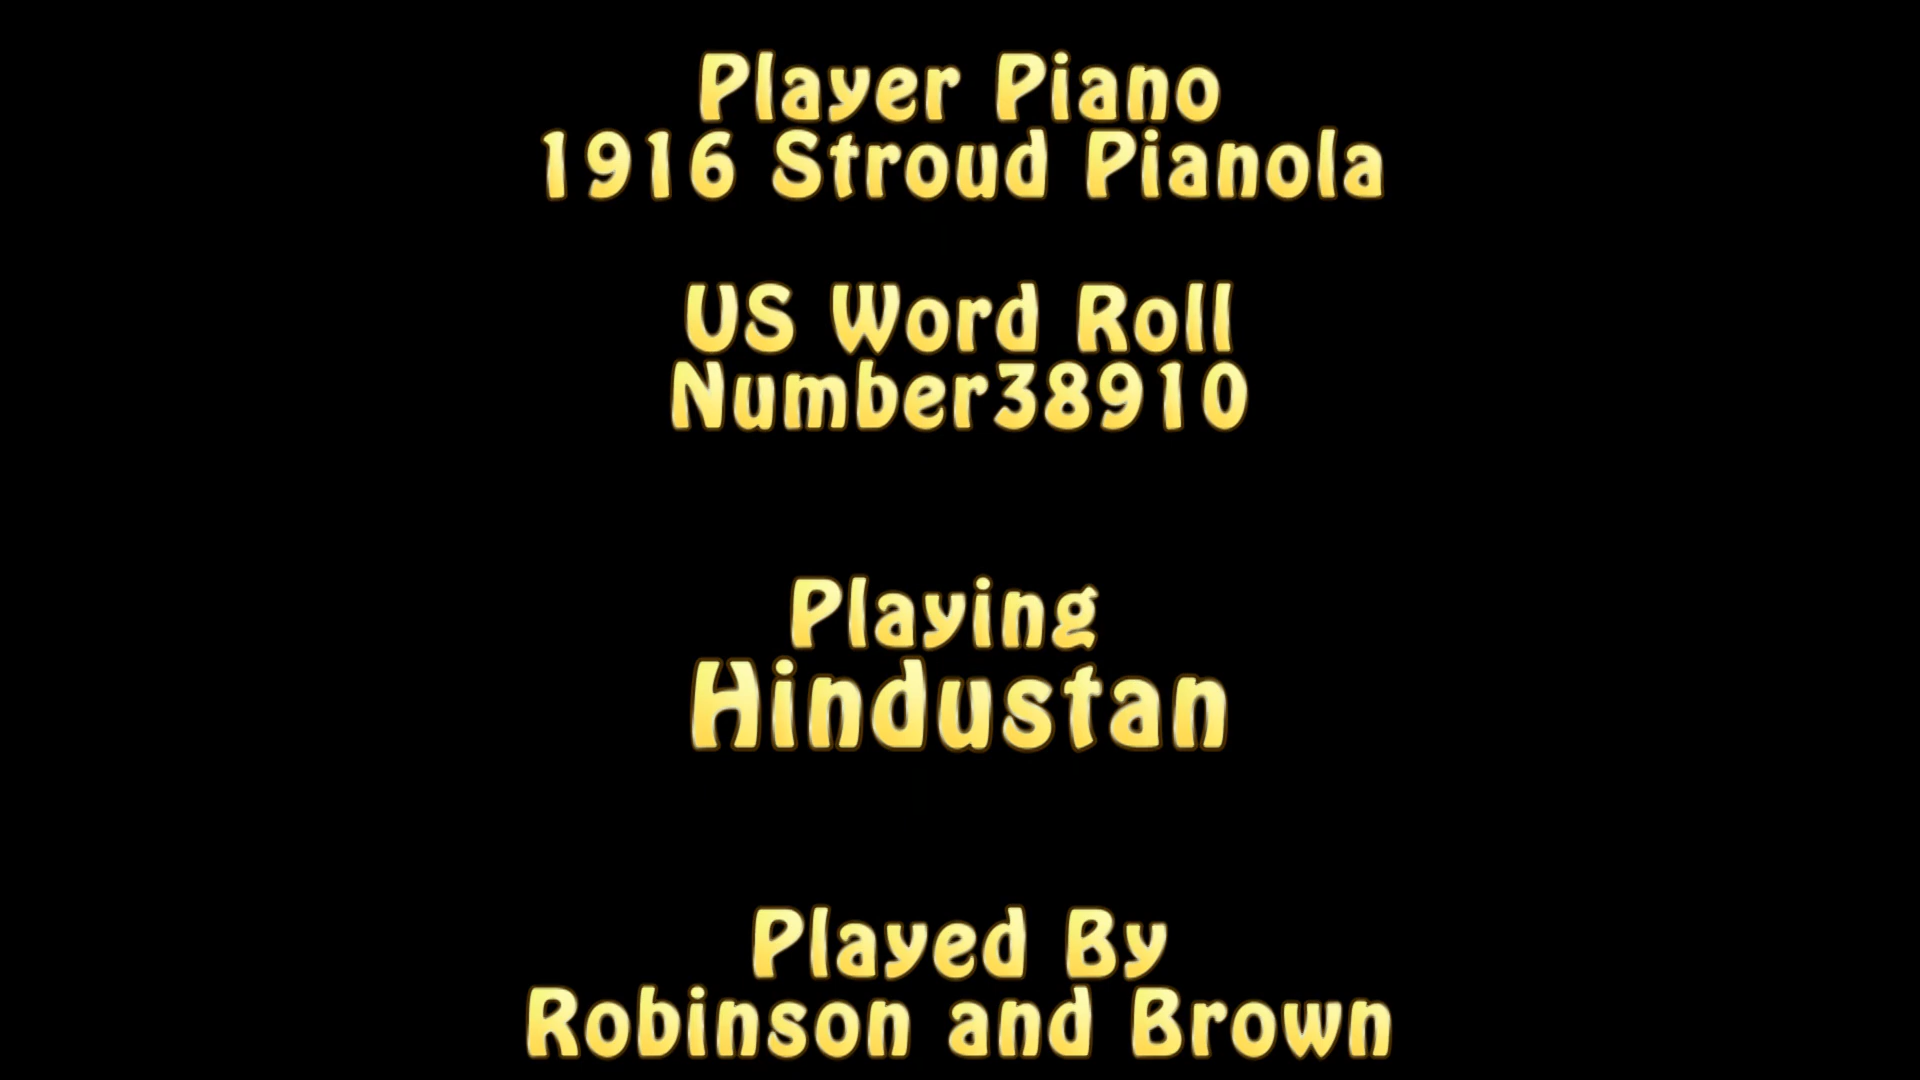 Player Piano
1916 Stroud Pianola
US Word Roll
Number38910
Playing
Hindustan
Played By
Robinson and Brown